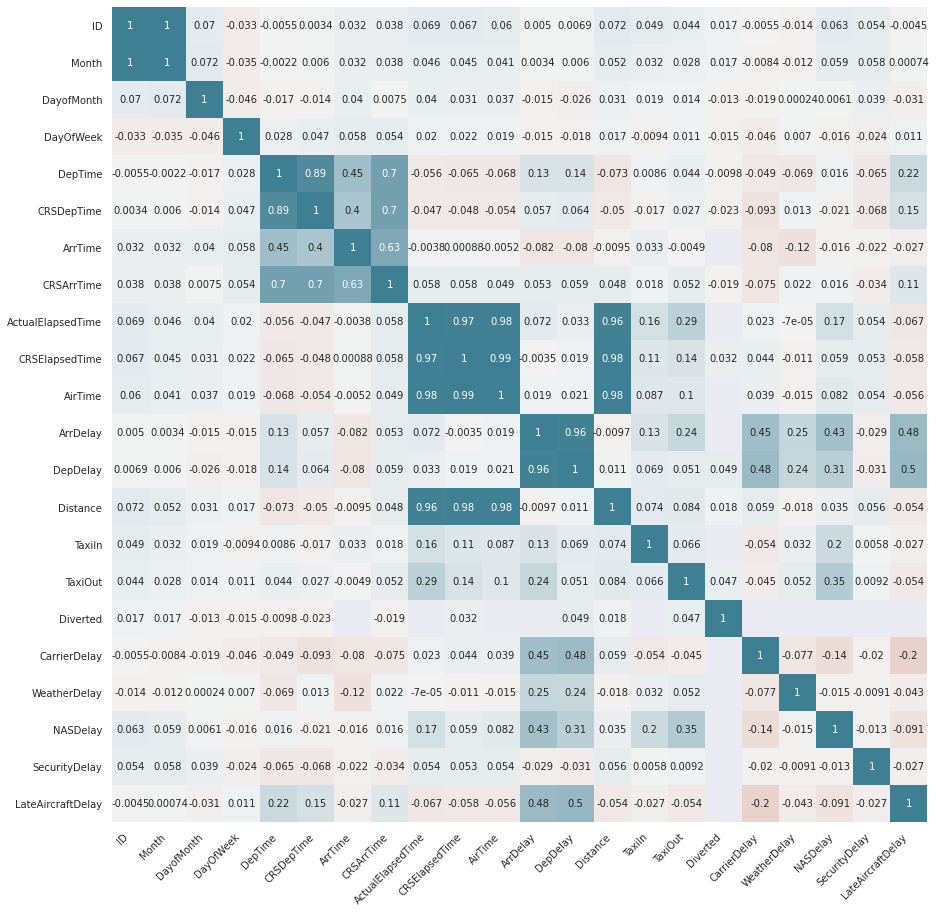 ID 1 1 0.07 -0.033 -0.0055 0.0034 0.032 0.038 0.069 0.067 0.06 0.005 0.0069 0.072 0.049 0.044 0.017 -0.0055 -0.014 0.063 0.054 -0.0045
Month 1 1 0.072 -0.035 -0.0022 0.006 0.032 0.038 0.046 0.045 0.041 0.0034 0.006 0.052 0.032 0.028 0.017 -0.0084 -0.012 0.059 0.058 0.00074
DayofMonth 0.07 0.072 1 -0.046 -0.017 -0.014 0.04 0.0075 0.04 0.031 0.037 -0.015 -0.026 0.031 0.019 0.014 -0.013 -0.019 0.00024 0.0061 0.039 -0.031
DayOfWeek -0.033 -0.035 -0.046 1 0.028 0.047 0.058 0.054 0.02 0.022 0.019 -0.015 -0.018 0.017 -0.0094 0.011 -0.015 -0.046 0.007 -0.016 -0.024 0.011
DepTime -0.0055 -0.0022 -0.017 0.028 1 0.89 0.45 0.7 -0.056 -0.065 -0.068 0.13 0.14 -0.073 0.0086 0.044 -0.0098 -0.049 -0.069 0.016 -0.065 0.22
CRSDepTime 0.0034 0.006 -0.014 0.047 0.89 1 0.4 0.7 -0.047 -0.048 -0.054 0.057 0.064 -0.05 -0.017 0.027 -0.023 -0.093 0.013 -0.021 -0.068 0.15
ArrTime 0.032 0.032 0.04 0.058 0.45 0.4 1 0.63 -0.0038 0.00088 -0.0052 -0.082 -0.08 -0.0095 0.033 -0.0049 -0.08 -0.12 -0.016 -0.022 -0.027
CRSArrTime 0.038 0.038 0.0075 0.054 0.7 0.7 0.63 1 0.058 0.058 0.049 0.053 0.059 0.048 0.018 0.052 -0.019 -0.075 0.022 0.016 -0.034 0.11
ActualElapsedTime 0.069 0.046 0.04 0.02 -0.056 -0.047 -0.0038 0.058 1 0.97 0.98 0.072 0.033 0.96 0.16 0.29 0.023 -7e-05 0.17 0.054 -0.067
CRSElapsedTime 0.067 0.045 0.031 0.022 -0.065 -0.048 0.00088 0.058 0.97 1 0.99 -0.0035 0.019 0.98 0.11 0.14 0.032 0.044 -0.011 0.059 0.053 -0.058
AirTime 0.06 0.041 0.037 0.019 -0.068 -0.054 -0.0052 0.049 0.98 0.99 1 0.019 0.021 0.98 0.087 0.1 0.039 -0.015 0.082 0.054 -0.056
ArrDelay 0.005 0.0034 -0.015 -0.015 0.13 0.057 -0.082 0.053 0.072 -0.0035 0.019 1 0.96 -0.0097 0.13 0.24 0.45 0.25 0.43 -0.029 0.48
DepDelay 0.0069 0.006 -0.026 -0.018 0.14 0.064 -0.08 0.059 0.033 0.019 0.021 0.96 1 0.011 0.069 0.051 0.049 0.48 0.24 0.31 -0.031 0.5
Distance 0.072 0.052 0.031 0.017 -0.073 -0.05 -0.0095 0.048 0.96 0.98 0.98 -0.0097 0.011 1 0.074 0.084 0.018 0.059 -0.018 0.035 0.056 -0.054
TaxiIn 0.049 0.032 0.019 -0.0094 0.0086 -0.017 0.033 0.018 0.16 0.11 0.087 0.13 0.069 0.074 1 0.066 -0.054 0.032 0.2 0.0058 -0.027
TaxiOut 0.044 0.028 0.014 0.011 0.044 0.027 -0.0049 0.052 0.29 0.14 0.1 0.24 0.051 0.084 0.066 1 0.047 -0.045 0.052 0.35 0.0092 -0.054
Diverted 0.017 0.017 -0.013 -0.015 -0.0098 -0.023 -0.019 0.032 0.049 0.018 0.047 1
CarrierDelay -0.0055 -0.0084 -0.019 -0.046 -0.049 -0.093 -0.08 -0.075 0.023 0.044 0.039 0.45 0.48 0.059 -0.054 -0.045 1 -0.077 -0.14 -0.02 -0.2
WeatherDelay -0.014 -0.012 0.00024 0.007 -0.069 0.013 -0.12 0.022 -7e-05 -0.011 -0.015 0.25 0.24 -0.018 0.032 0.052 -0.077 1 -0.015 -0.0091 -0.043
NASDelay 0.063 0.059 0.0061 -0.016 0.016 -0.021 -0.016 0.016 0.17 0.059 0.082 0.43 0.31 0.035 0.2 0.35 -0.14 -0.015 1 -0.013 -0.091
SecurityDelay 0.054 0.058 0.039 -0.024 -0.065 -0.068 -0.022 -0.034 0.054 0.053 0.054 -0.029 -0.031 0.056 0.0058 0.0092 -0.02 -0.0091 -0.013 1 -0.027
LateAircraftDelay -0.0045 0.00074 -0.031 0.011 0.22 0.15 -0.027 0.11 -0.067 -0.058 -0.056 0.48 0.5 -0.054 -0.027 -0.054 -0.2 -0.043 -0.091 -0.027 1
ID Month DayofMonth DayOfWeek DepTime CRSDepTime ArrTime CRSArrTime ActualElapsedTime CRSElapsedTime AirTime ArrDelay DepDelay Distance TaxiIn TaxiOut Diverted CarrierDelay WeatherDelay NASDelay SecurityDelay LateAircraftDelay